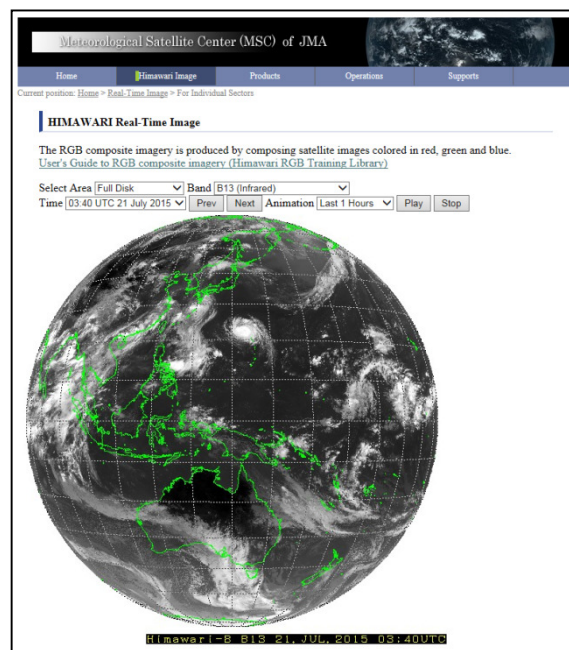 Meteorological Satellite Center (MSC) of JMA
Home Himawari Image Products Operations Supports
Current position: Home > Real-Time Image > For Individual Sectors
HIMAWARI Real-Time Image
The RGB composite imagery is produced by composing satellite images colored in red, green and blue.
User's Guide to RGB composite imagery (Himawari RGB Training Library)
Select Area Full Disk Band B13 (Infrared)
Time 03:40 UTC 21 July 2015 Prev Next Animation Last 1 Hours Play Stop
Himawari-8 B13 21,JUL,2015 03:40UTC